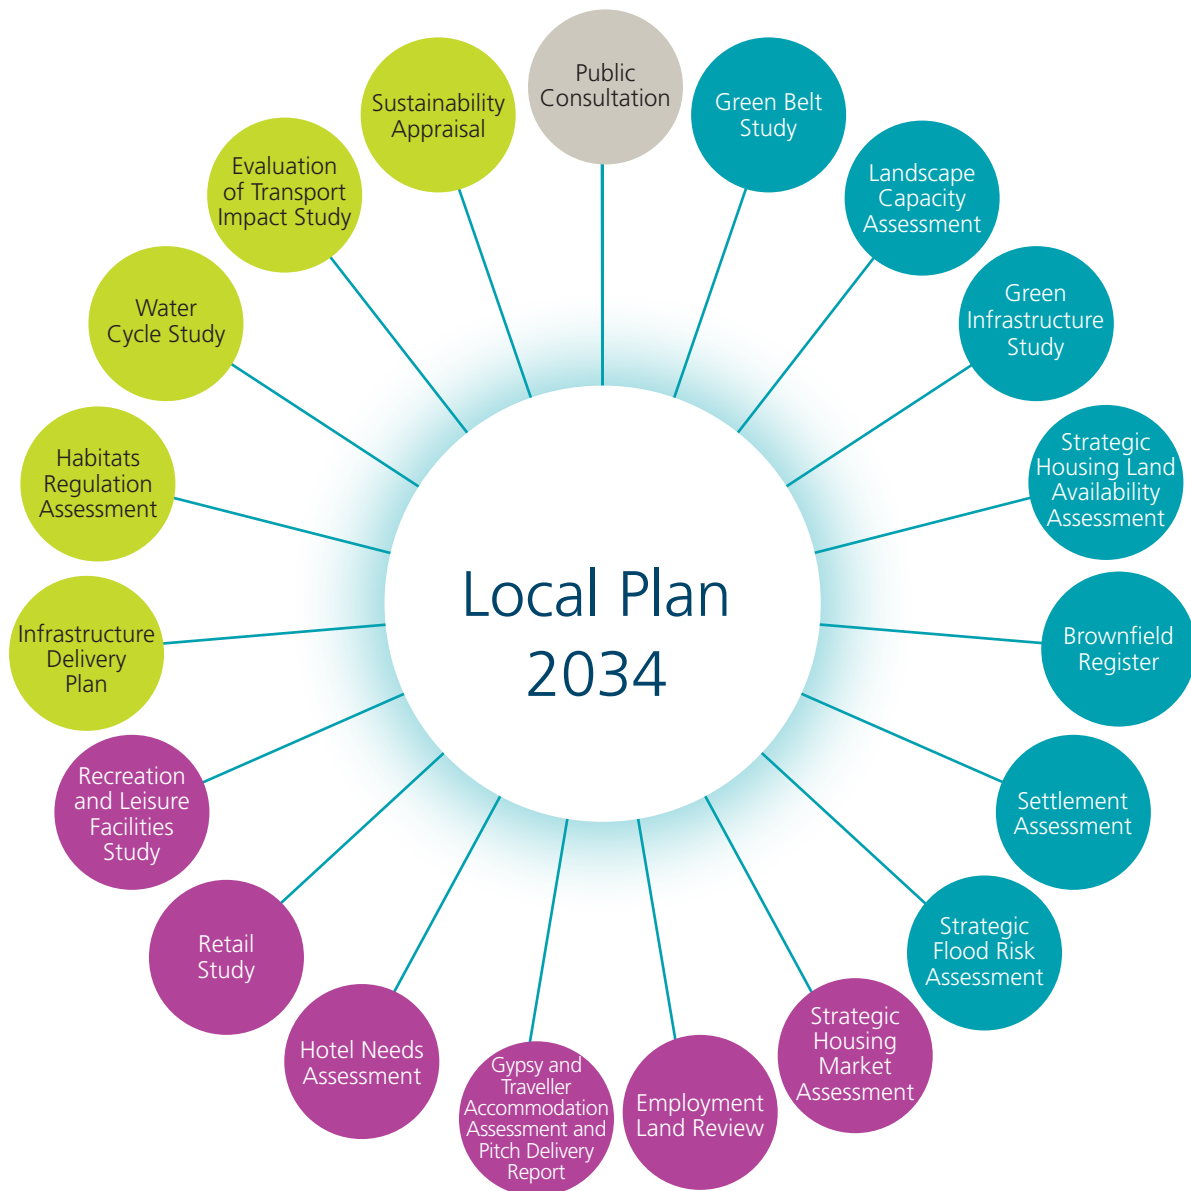 Public
Consultation
Green Belt
Study
Landscape
Capacity
Assessment
Green
Infrastructure
Study
Strategic
Housing Land
Availability
Assessment
Brownfield
Register
Settlement
Assessment
Strategic
Flood Risk
Assessment
Strategic
Housing
Market
Assessment
Employment
Land Review
Gypsy and
Traveller
Accommodation
Assessment and
Pitch Delivery
Report
Hotel Needs
Assessment
Retail
Study
Recreation
and Leisure
Facilities
Study
Infrastructure
Delivery
Plan
Habitats
Regulation
Assessment
Water
Cycle Study
Evaluation
of Transport
Impact Study
Sustainability
Appraisal
Local Plan
2034